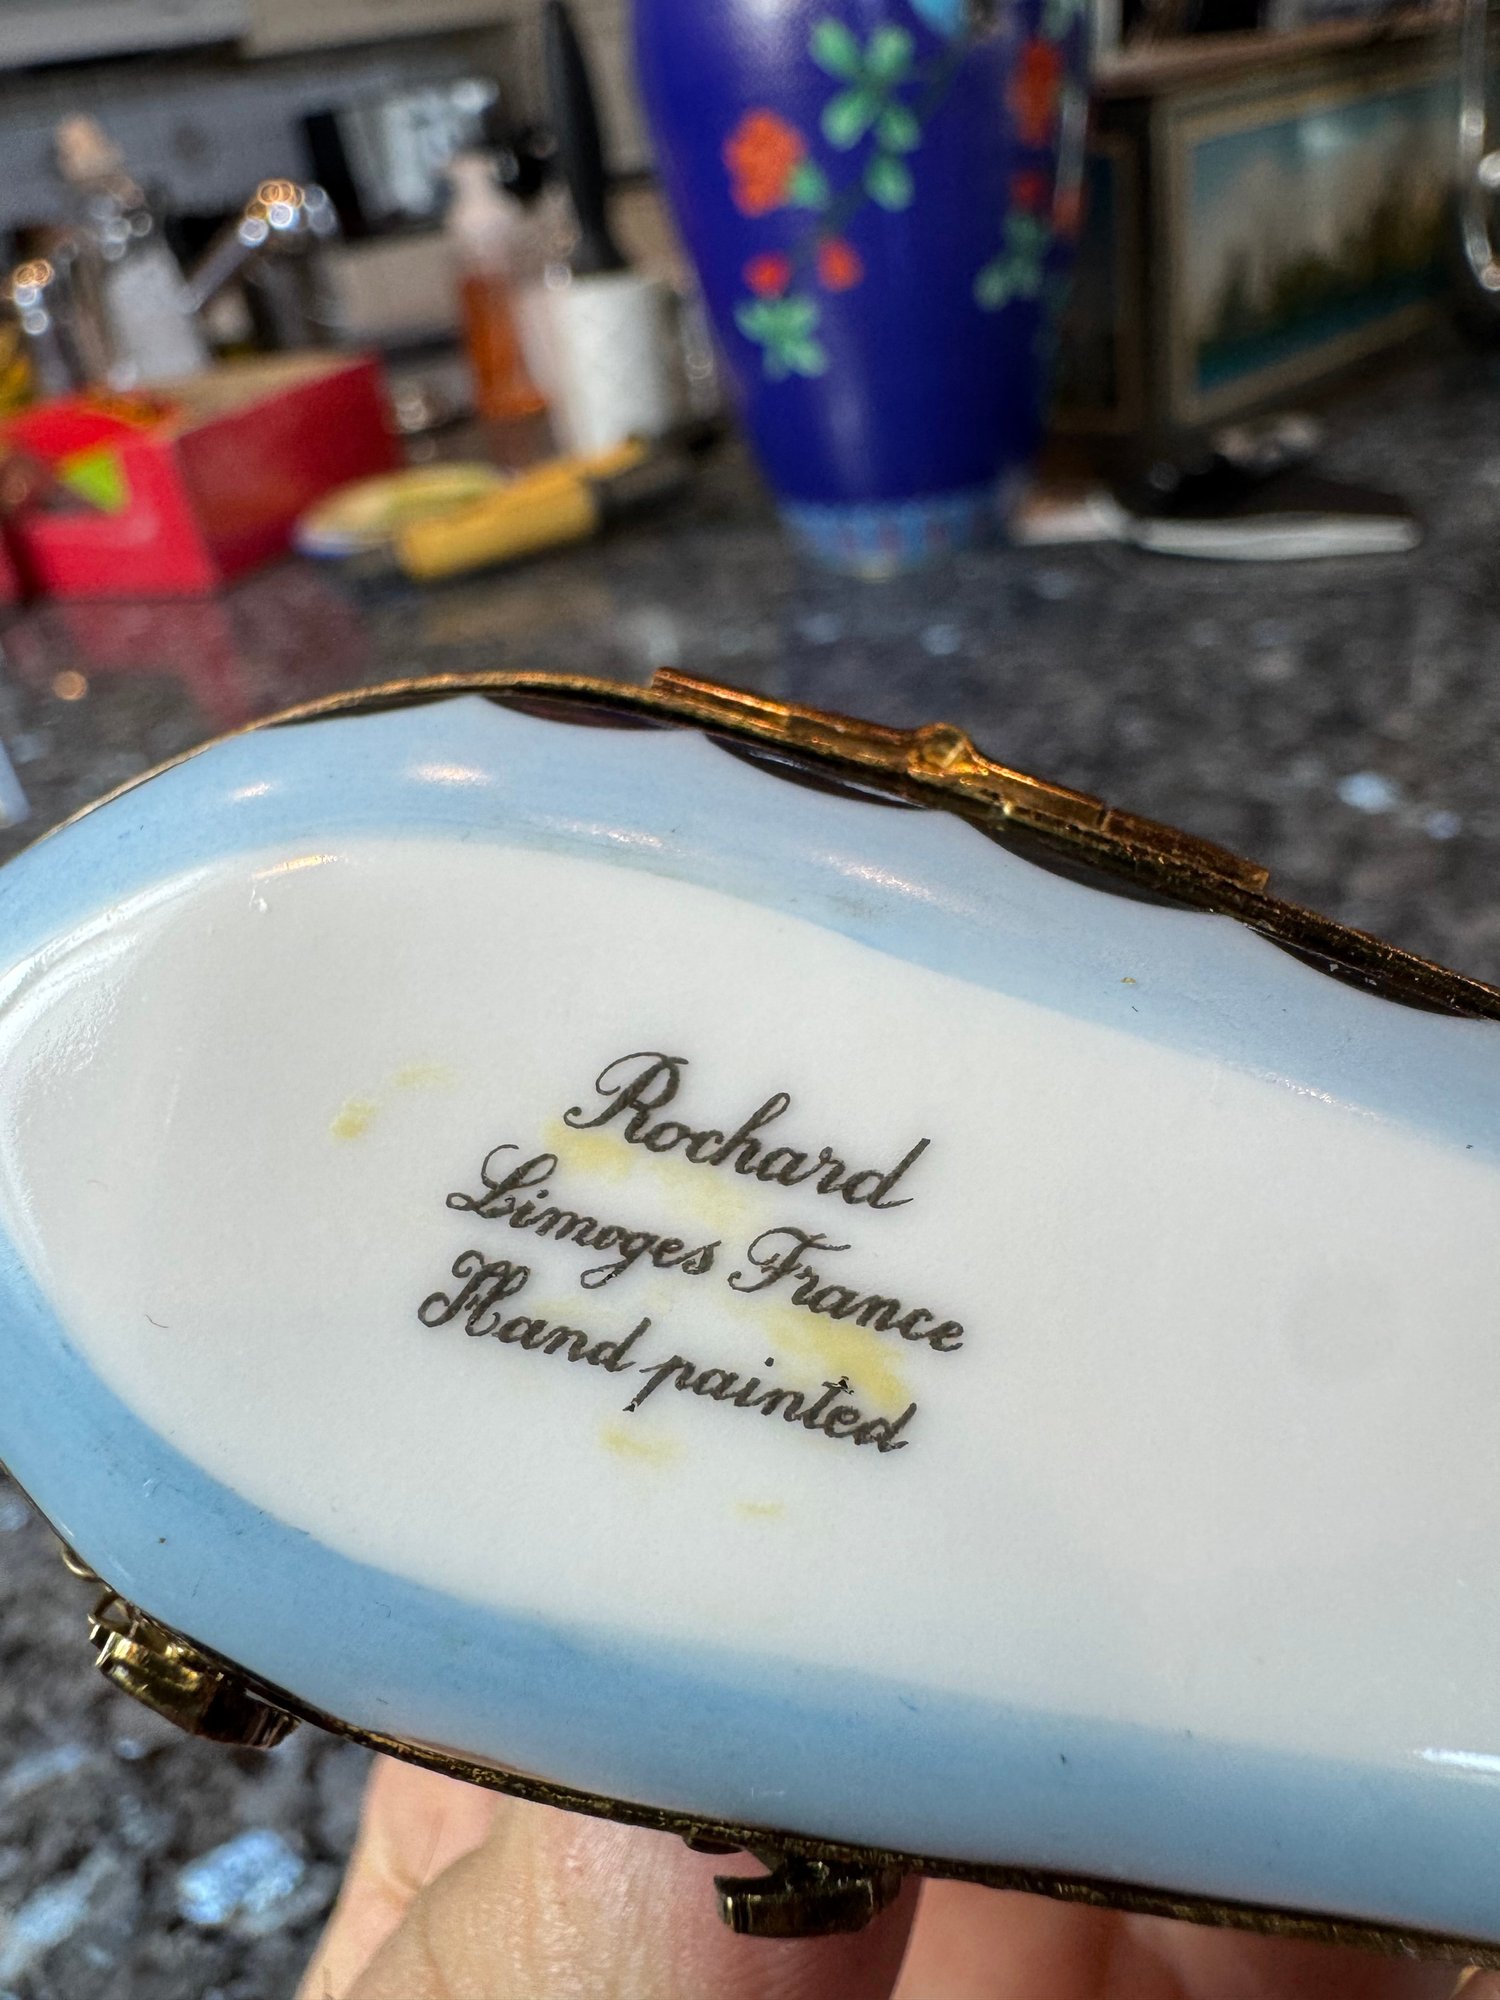 Rochard
Limoges France
Hand painted